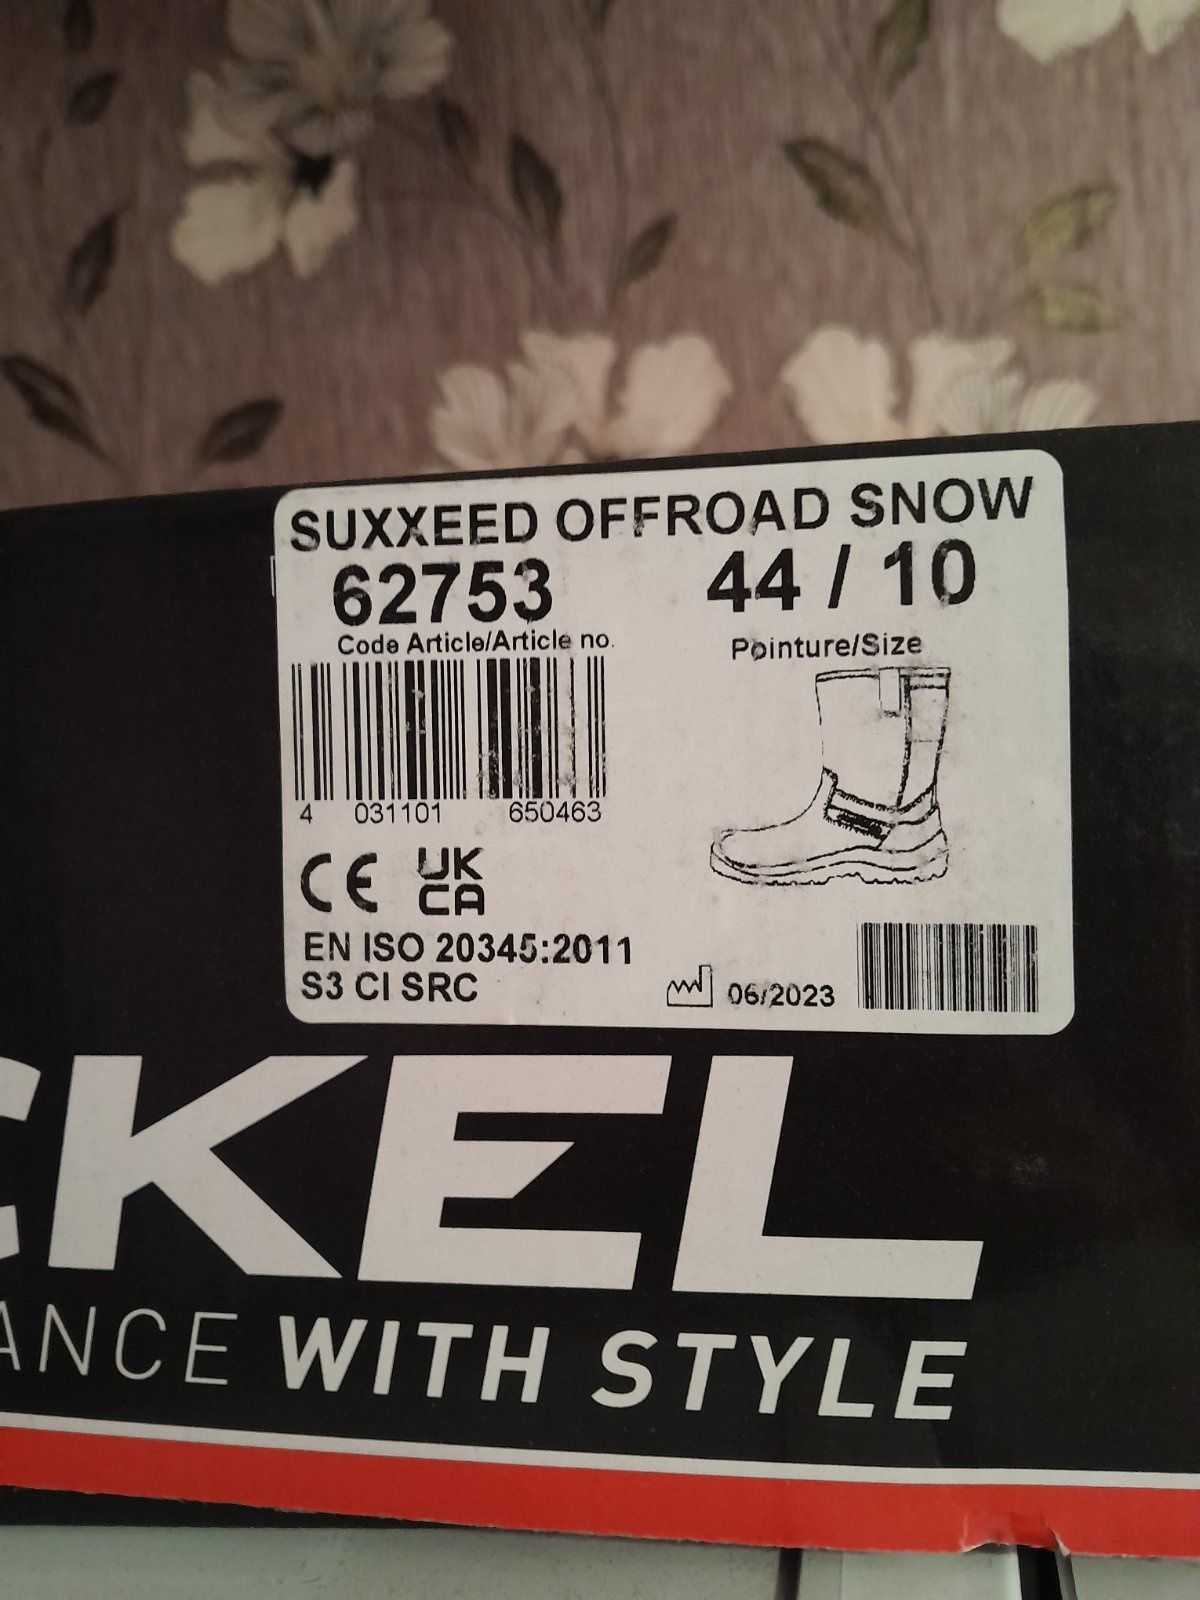 SUXXEED OFFROAD SNOW
62753
44 / 10
Code Article/Article no.
Pointure/Size
4 031101 650463
CE UK
CA
EN ISO 20345:2011
S3 CI SRC
06/2023
CKEL
ANCE WITH STYLE